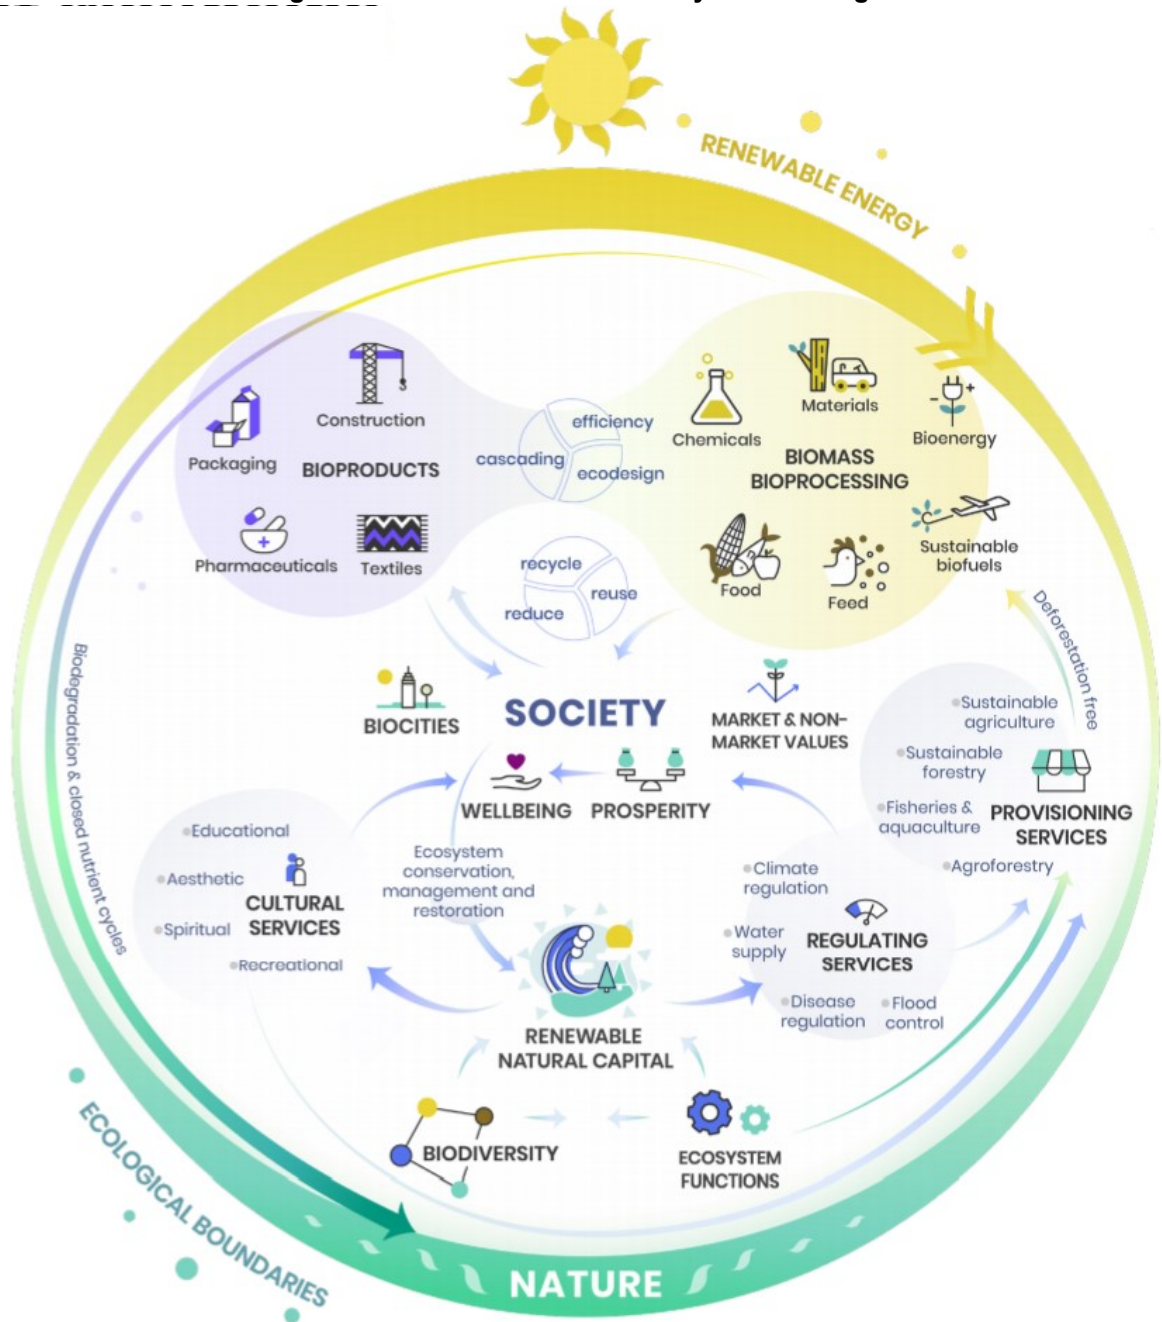 RENEWABLE ENERGY
Construction
Packaging
BIOPRODUCTS
Pharmaceuticals
Textiles
efficiency
cascading
ecodesign
recycle
reuse
reduce
Materials
Chemicals
Bioenergy
BIOMASS
BIOPROCESSING
Sustainable
biofuels
Food
Feed
Deforestation free
Biodegradation & closed nutrient cycles
BIOCITIES
SOCIETY
MARKET & NON-
MARKET VALUES
WELLBEING
PROSPERITY
Sustainable
agriculture
Sustainable
forestry
Fisheries &
aquaculture
PROVISIONING
SERVICES
Agroforestry
Educational
Aesthetic
CULTURAL
SERVICES
Spiritual
Recreational
Ecosystem
conservation,
management and
restoration
Climate
regulation
Water
supply
REGULATING
SERVICES
Disease
regulation
Flood
control
RENEWABLE
NATURAL CAPITAL
BIODIVERSITY
ECOSYSTEM
FUNCTIONS
ECOLOGICAL BOUNDARIES
NATURE